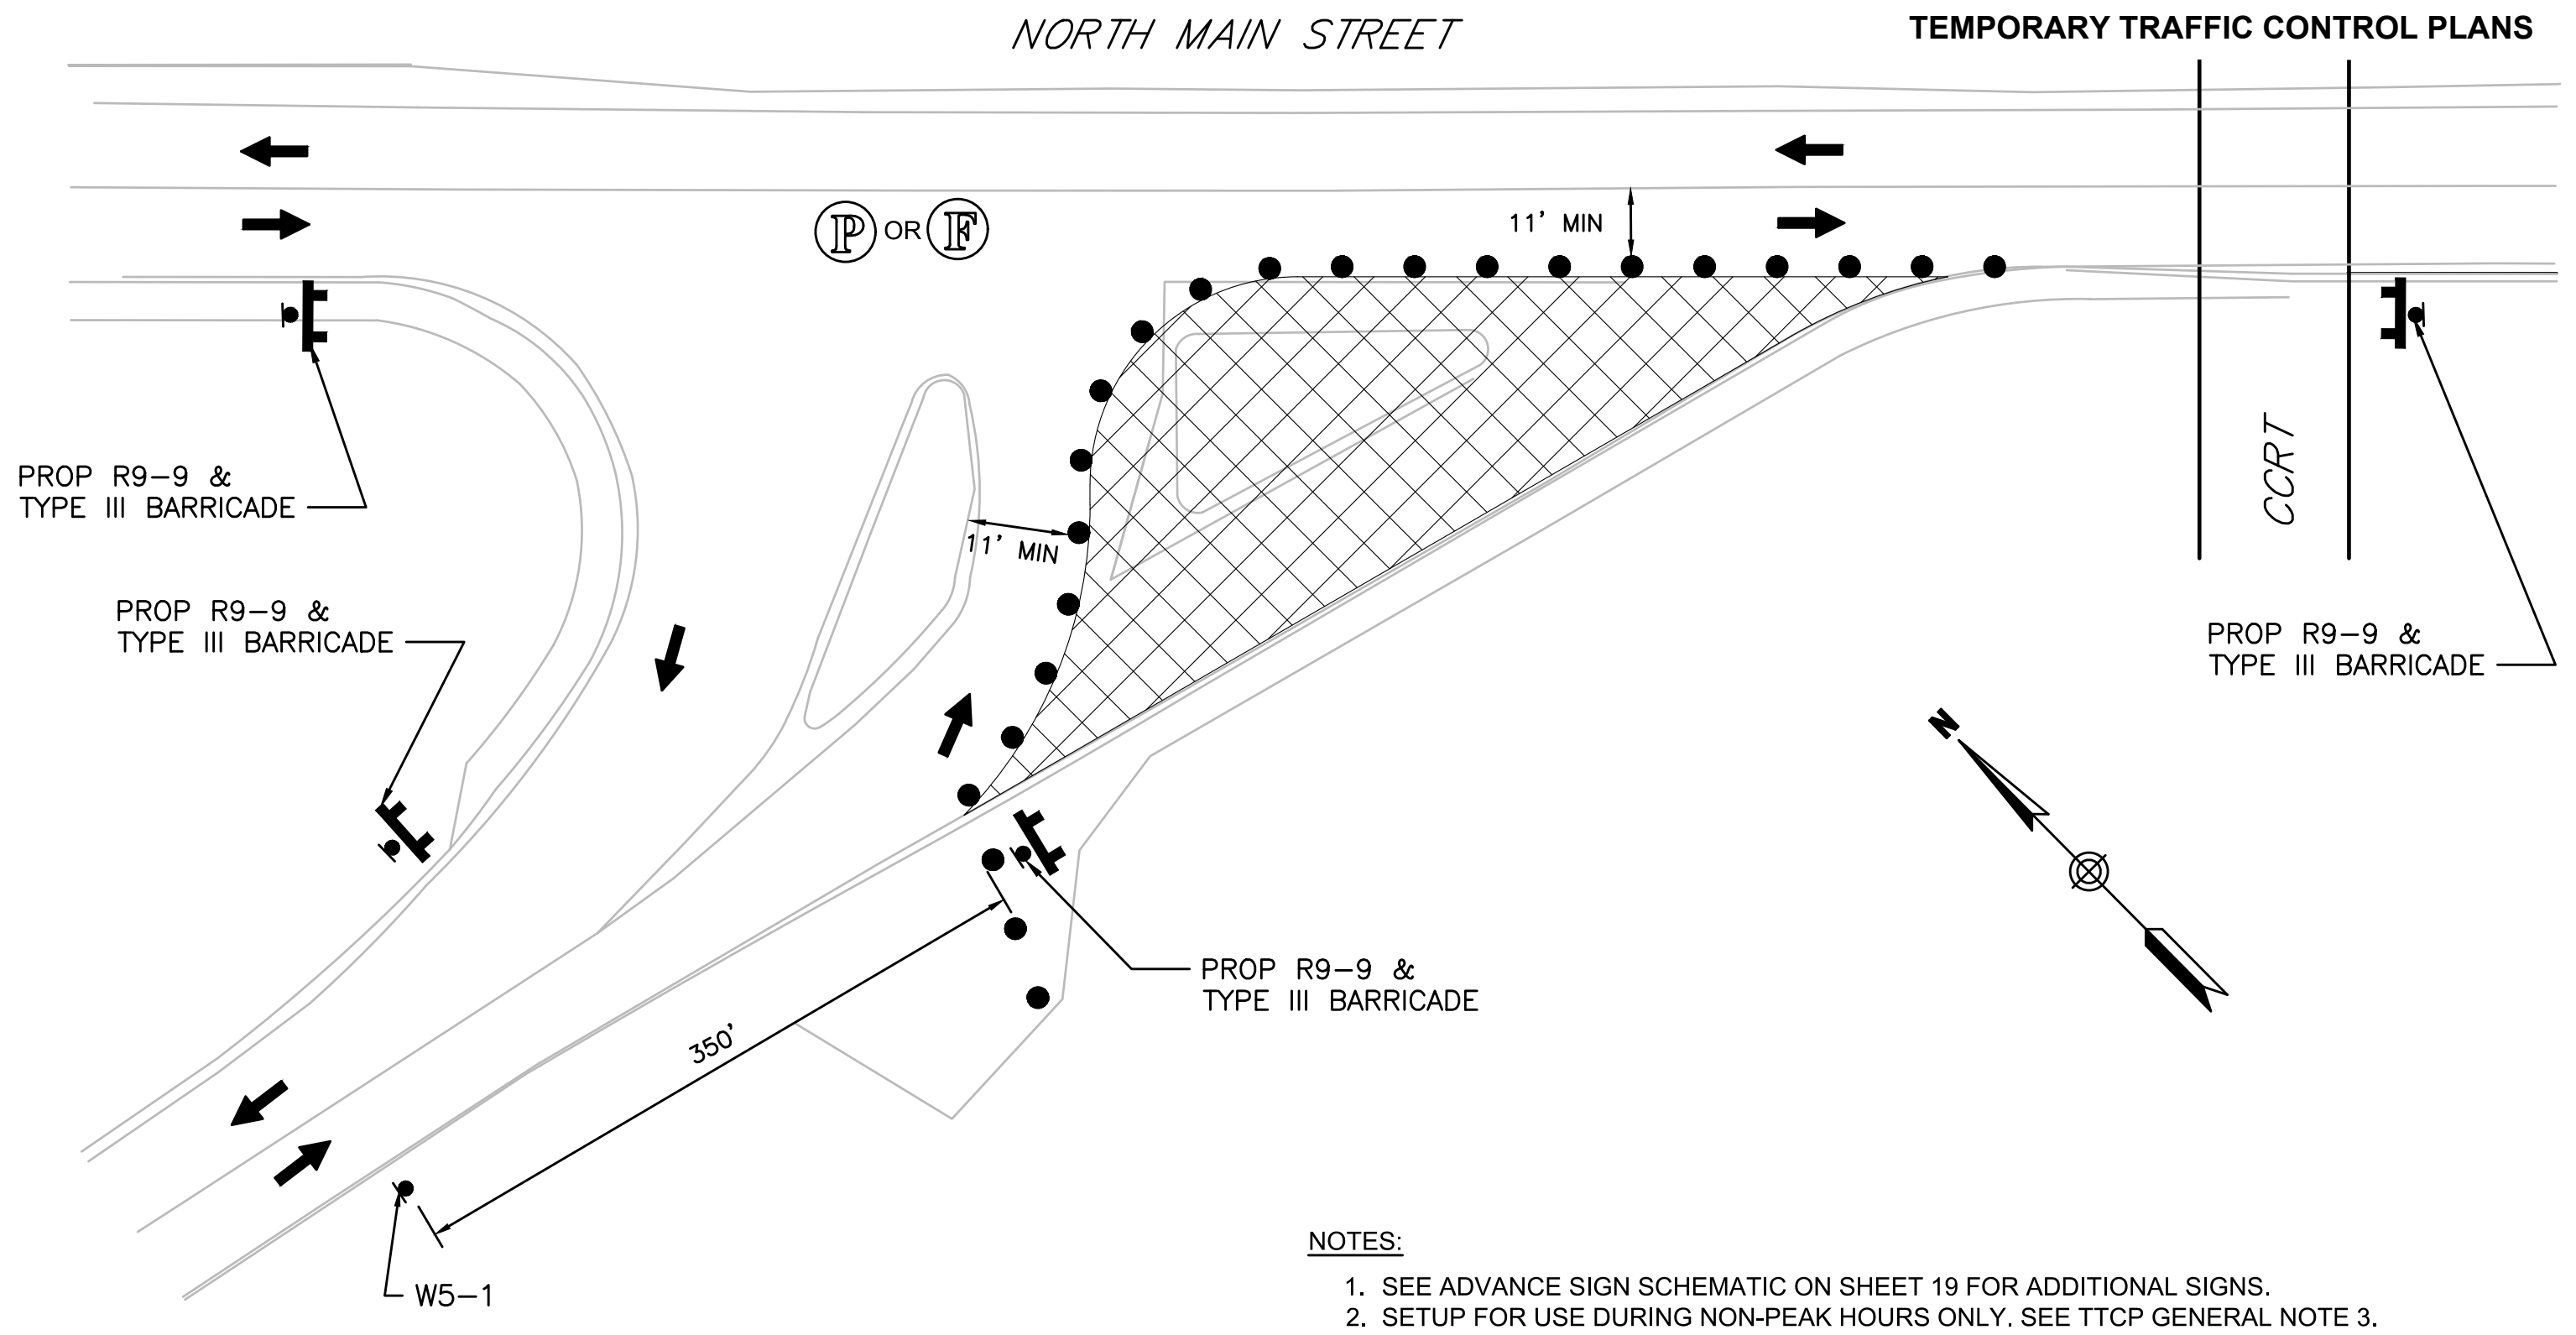 NORTH MAIN STREET
TEMPORARY TRAFFIC CONTROL PLANS
P OR F
11' MIN
PROP R9-9 &
TYPE III BARRICADE
CCRT
11' MIN
PROP R9-9 &
TYPE III BARRICADE
PROP R9-9 &
TYPE III BARRICADE
N
PROP R9-9 &
TYPE III BARRICADE
350'
W5-1
NOTES:
1. SEE ADVANCE SIGN SCHEMATIC ON SHEET 19 FOR ADDITIONAL SIGNS.
2. SETUP FOR USE DURING NON-PEAK HOURS ONLY. SEE TTCP GENERAL NOTE 3.